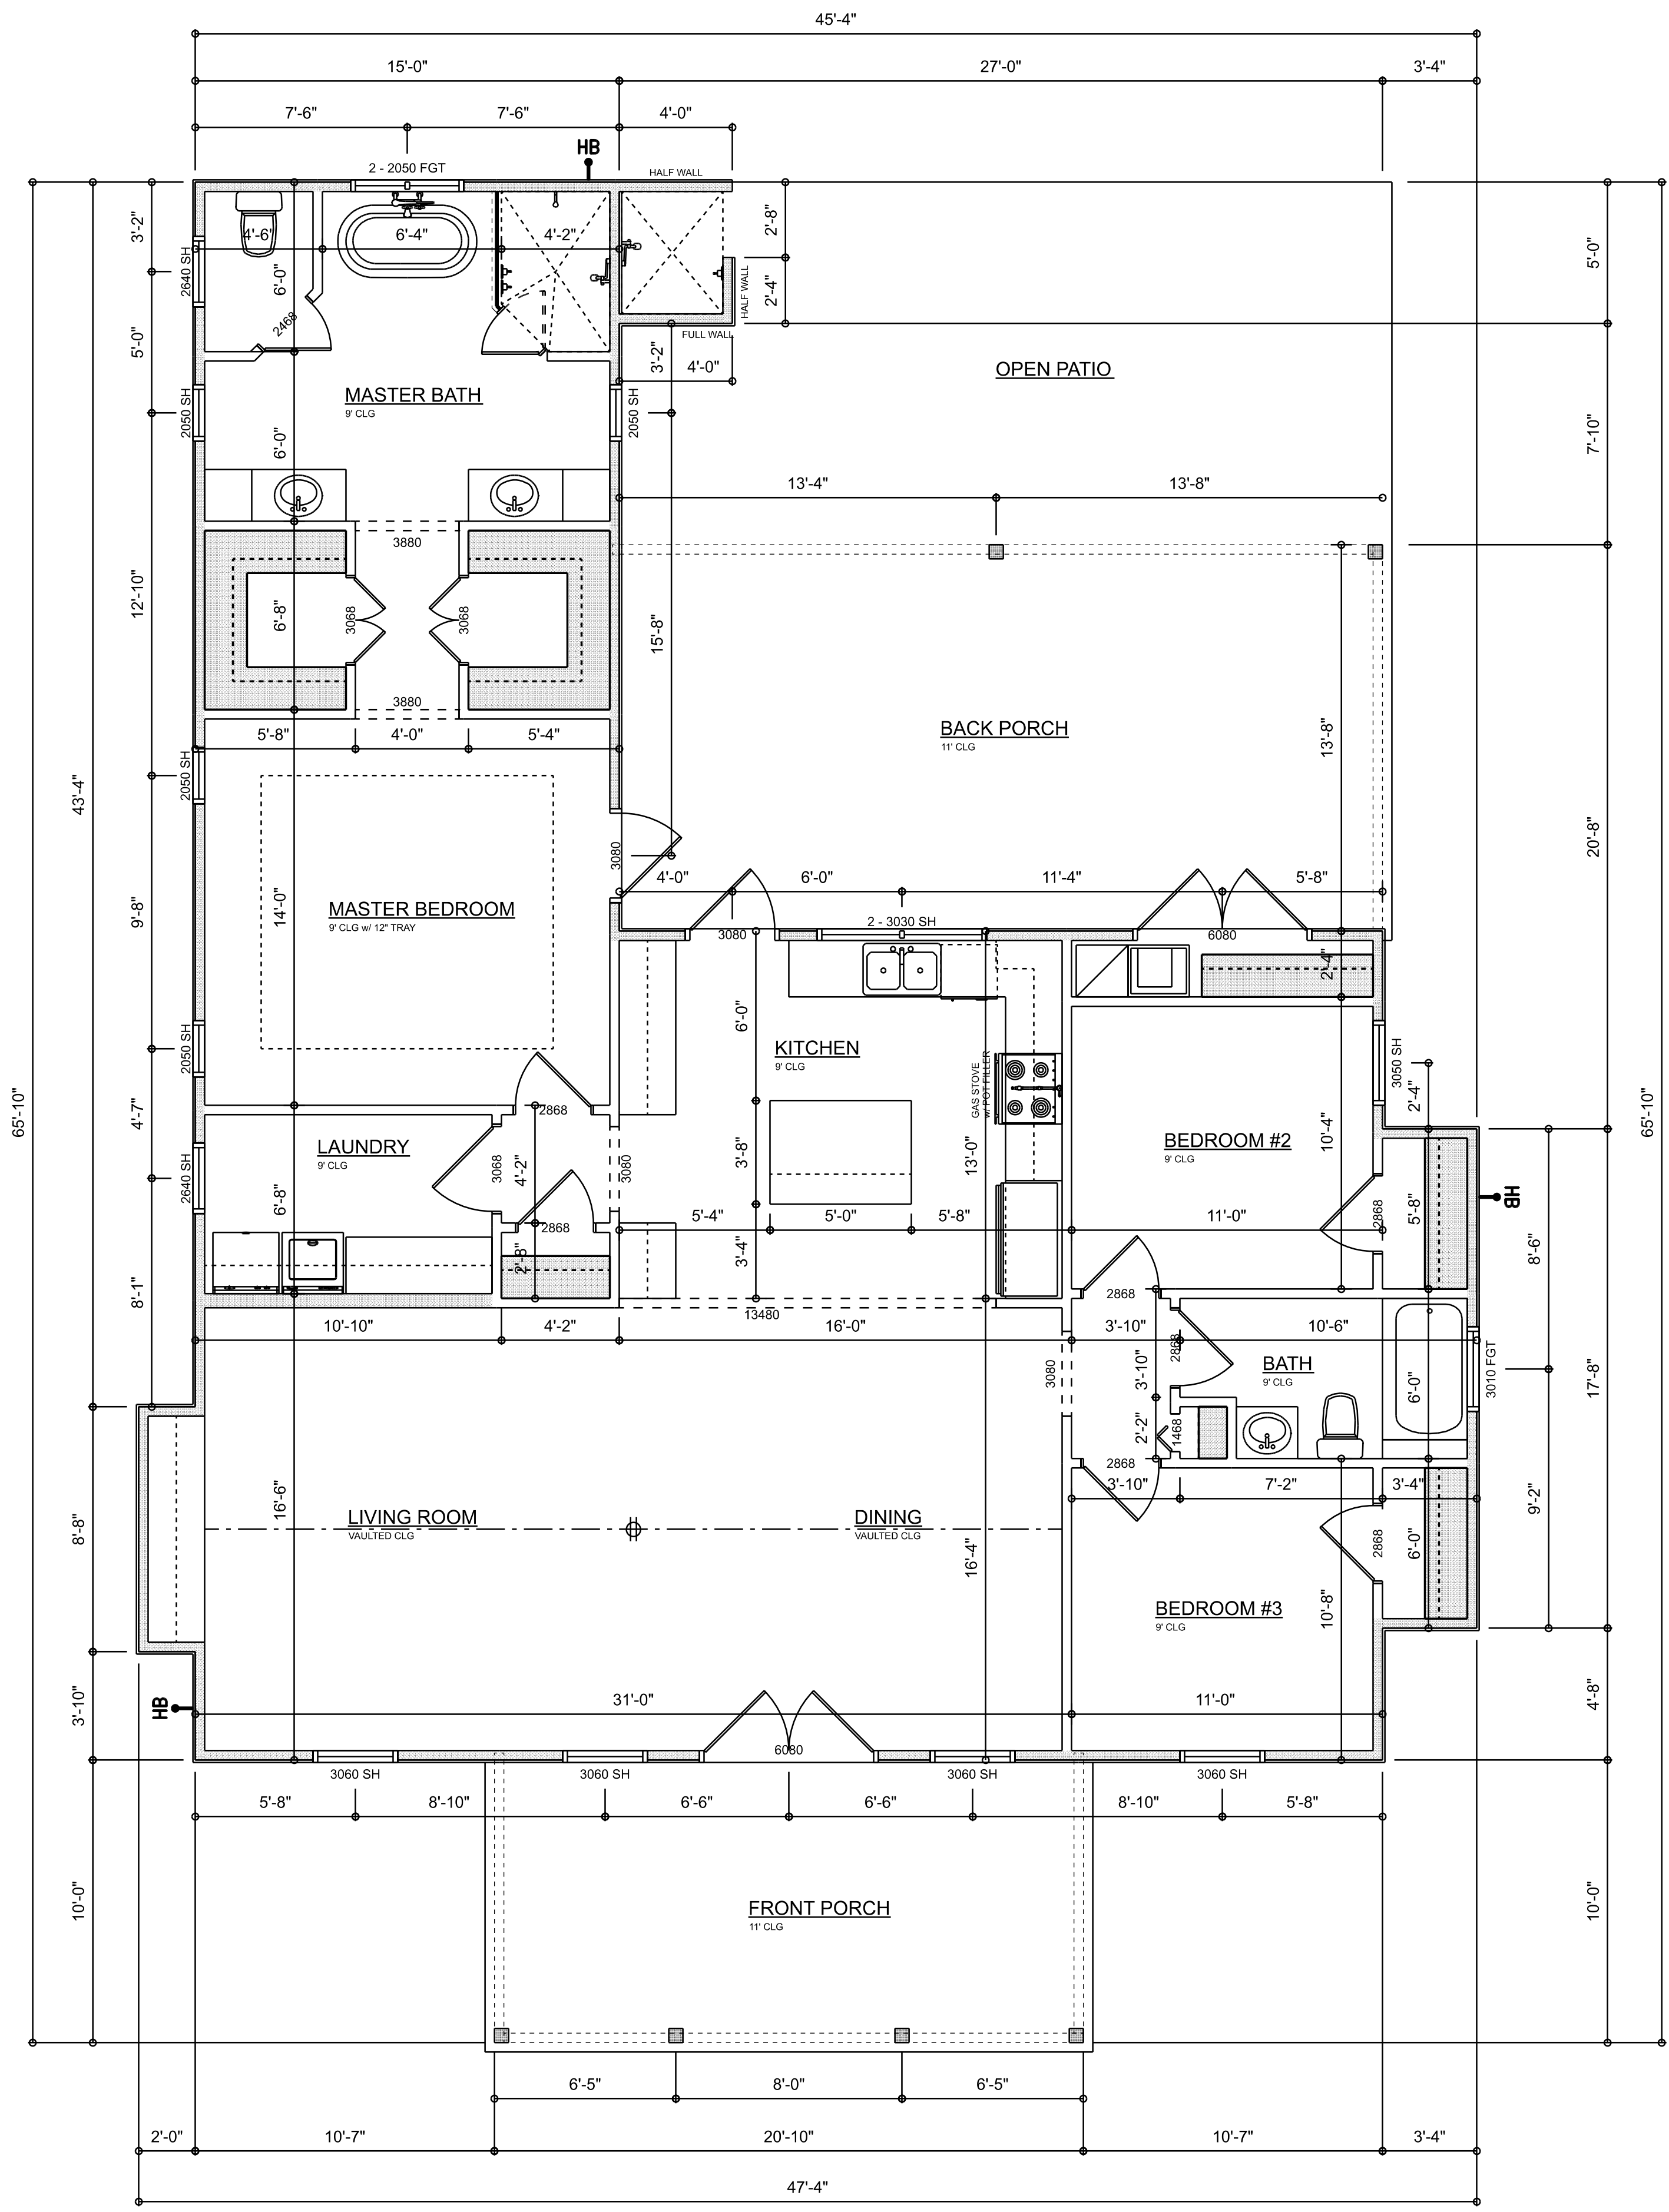 45'-4"
15'-0" 27'-0" 3'-4"
7'-6" 7'-6" 4'-0"
HB
2 - 2050 FGT
HALF WALL
3'-2"
2640 SH
4'-6"
6'-4"
4'-2"
6'-0"
2468
2'-8"
2'-4"
HALF WALL
FULL WALL
5'-0"
5'-0"
3'-2"
4'-0"
OPEN PATIO
MASTER BATH
9' CLG
2050 SH
2050 SH
6'-0"
7'-10"
13'-4" 13'-8"
3880
12'-10"
6'-8"
3068
3068
15'-8"
3880
5'-8" 4'-0" 5'-4"
BACK PORCH
11' CLG
13'-8"
2050 SH
43'-4"
20'-8"
3080
4'-0" 6'-0" 11'-4" 5'-8"
9'-8"
14'-0"
MASTER BEDROOM
9' CLG w/ 12" TRAY
2 - 3030 SH
3080
6080
2'-4"
6'-0"
KITCHEN
9' CLG
2050 SH
3050 SH
GAS STOVE
w/ POT FILLER
2'-4"
65'-10"
65'-10"
4'-7"
2868
LAUNDRY
9' CLG
3068
4'-2"
3080
3'-8"
13'-0"
BEDROOM #2
9' CLG
10'-4"
2640 SH
6'-8"
2868
2'-8"
5'-4" 5'-0" 5'-8"
11'-0"
2868
5'-8"
HB
8'-6"
3'-4"
8'-1"
2868
13480
10'-10" 4'-2" 16'-0" 3'-10" 10'-6"
3080
2868
3'-10"
BATH
9' CLG
6'-0"
3010 FGT
17'-8"
2'-2"
1468
2868
3'-10" 7'-2" 3'-4"
8'-8"
16'-6"
LIVING ROOM
VAULTED CLG
DINING
VAULTED CLG
16'-4"
2868
6'-0"
9'-2"
BEDROOM #3
9' CLG
10'-8"
3'-10"
HB
31'-0" 11'-0"
4'-8"
6080
3060 SH 3060 SH 3060 SH 3060 SH
5'-8" 8'-10" 6'-6" 6'-6" 8'-10" 5'-8"
10'-0"
10'-0"
FRONT PORCH
11' CLG
6'-5" 8'-0" 6'-5"
2'-0" 10'-7" 20'-10" 10'-7" 3'-4"
47'-4"